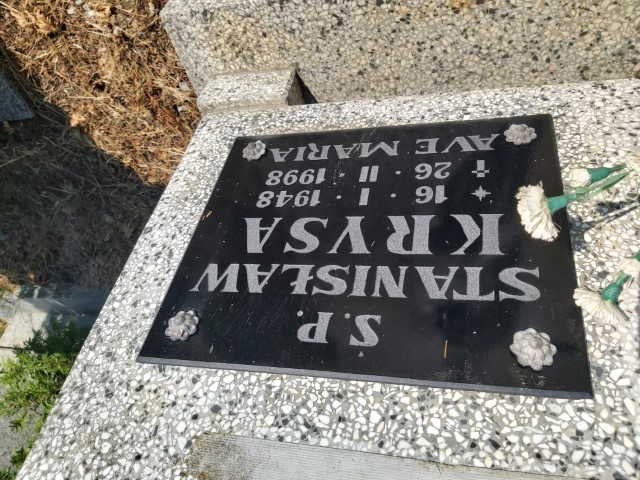 Ś.P.
STANISŁAW
KRYSA
✶ 16 · I · 1948
✝ 26 · II · 1998
AVE MARIA